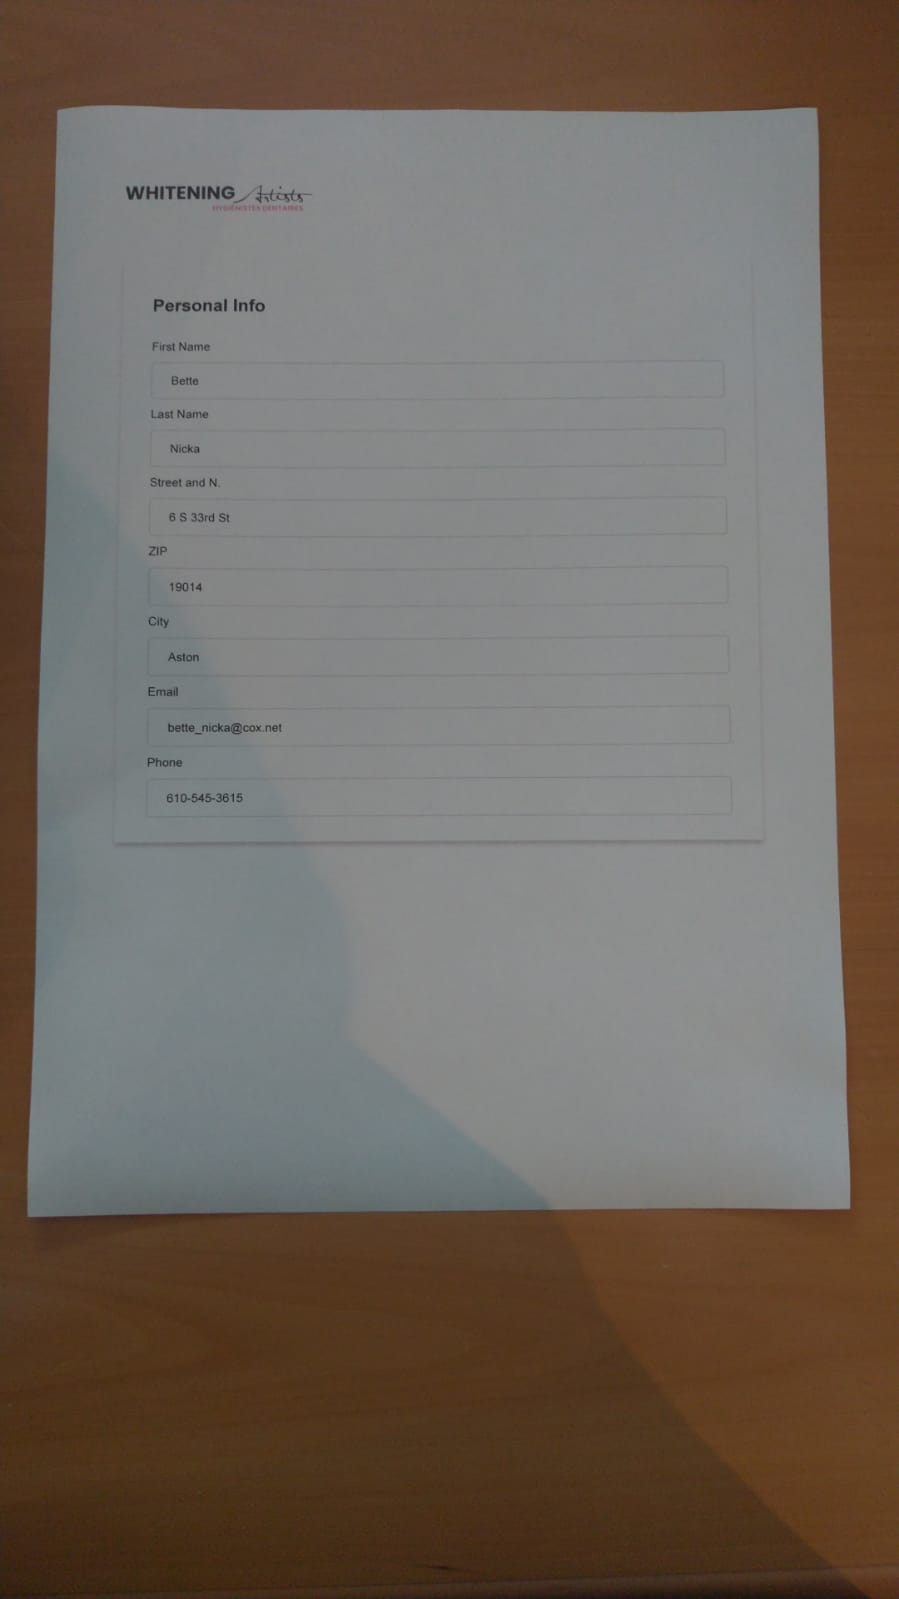 WHITENING Artists
HYGIÉNISTES DENTAIRES
Personal Info
First Name
Bette
Last Name
Nicka
Street and N.
6 S 33rd St
ZIP
19014
City
Aston
Email
bette_nicka@cox.net
Phone
610-545-3615